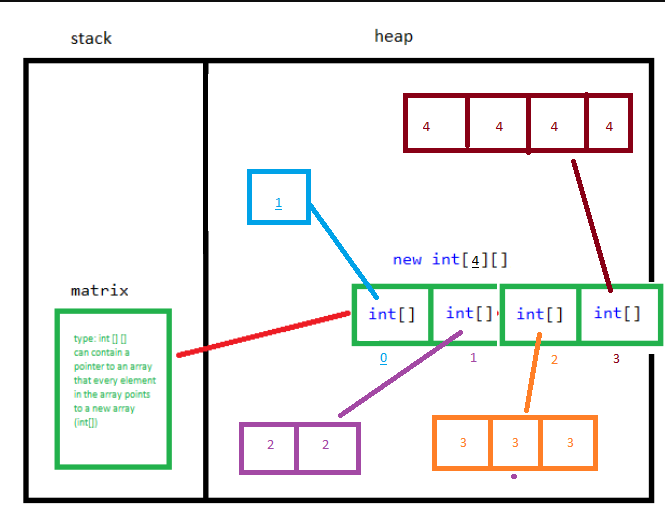 stack
heap
4 4 4 4
1
new int[4][]
matrix
int[] int[] int[] int[]
type: int [] []
can contain a
pointer to an array
that every element
in the array points
to a new array
(int[])
0 1 2 3
2 2
3 3 3